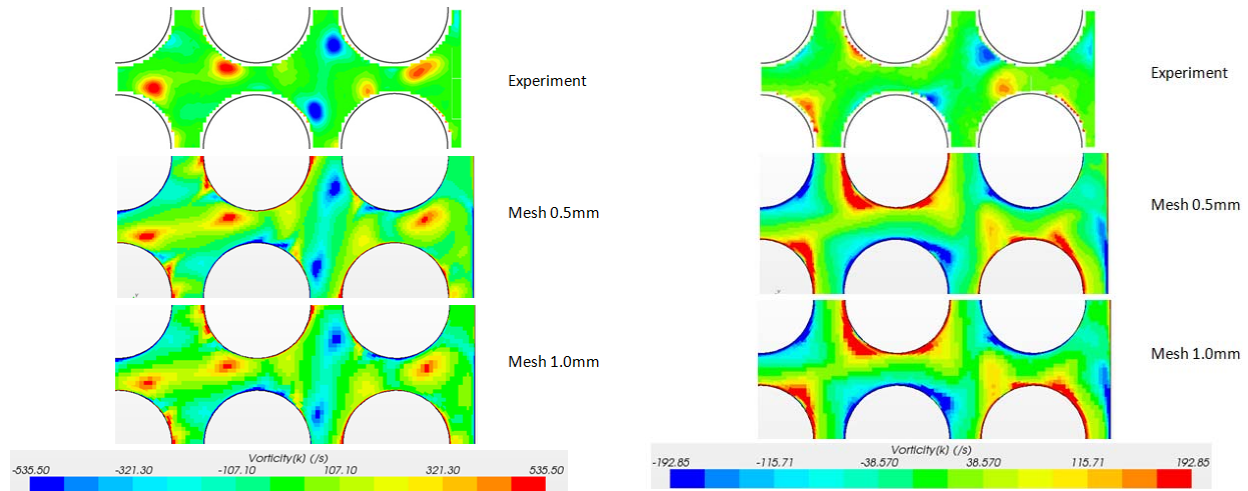 Experiment
Mesh 0.5mm
Mesh 1.0mm
Vorticity[k] (/s)
-535.50 -321.30 -107.10 107.10 321.30 535.50
Experiment
Mesh 0.5mm
Mesh 1.0mm
Vorticity[k] (/s)
-192.85 -115.71 -38.570 38.570 115.71 192.85